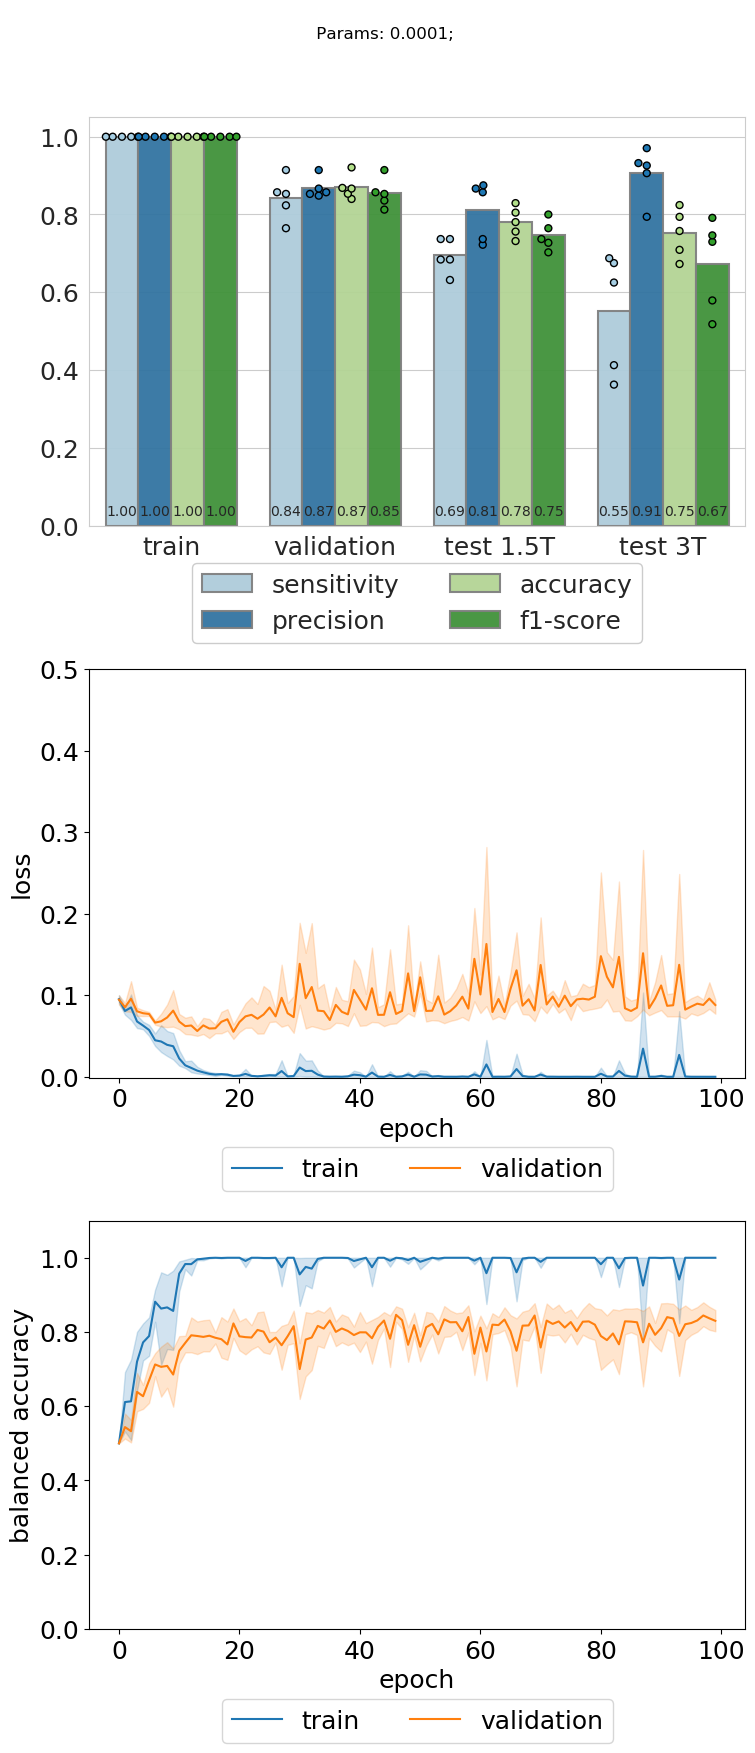 Params: 0.0001;
1.0
0.8
0.6
0.4
0.2
0.0
1.00 1.00 1.00 1.00 0.84 0.87 0.87 0.85 0.69 0.81 0.78 0.75 0.55 0.91 0.75 0.67
train validation test 1.5T test 3T
sensitivity accuracy
precision f1-score
0.5
0.4
0.3
0.2
0.1
0.0
loss
0 20 40 60 80 100
epoch
train validation
1.0
0.8
0.6
0.4
0.2
0.0
balanced accuracy
0 20 40 60 80 100
epoch
train validation